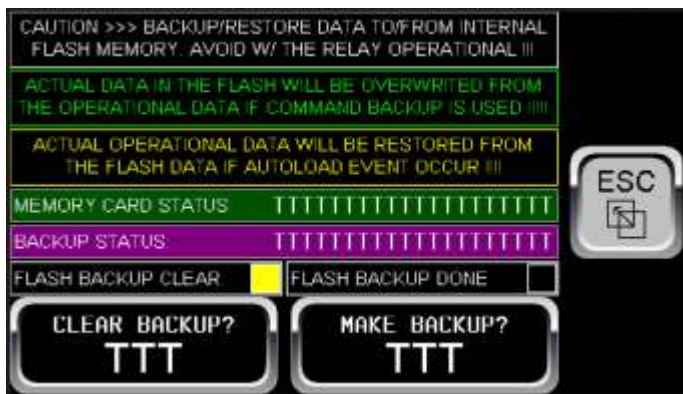 CAUTION >>> BACKUP/RESTORE DATA TO/FROM INTERNAL
FLASH MEMORY. AVOID W/ THE RELAY OPERATIONAL !!!
ACTUAL DATA IN THE FLASH WILL BE OVERWRITED FROM
THE OPERATIONAL DATA IF COMMAND BACKUP IS USED !!!!!
ACTUAL OPERATIONAL DATA WILL BE RESTORED FROM
THE FLASH DATA IF AUTOLOAD EVENT OCCUR !!!!
ESC
MEMORY CARD STATUS TTTTTTTTTTTTTTTTTTTT
BACKUP STATUS: TTTTTTTTTTTTTTTTTTTT
FLASH BACKUP CLEAR FLASH BACKUP DONE
CLEAR BACKUP? MAKE BACKUP?
TTT TTT